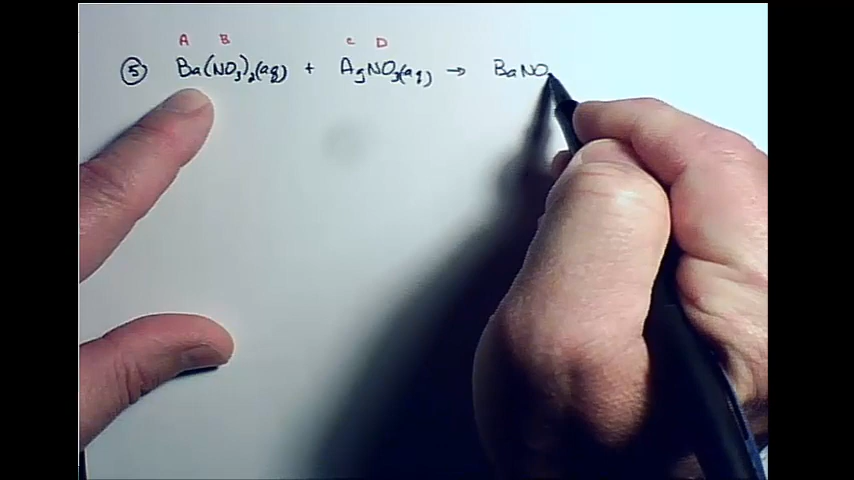 A B C D
⑤ Ba(NO₃)₂(aq) + AgNO₃(aq) → BaNO